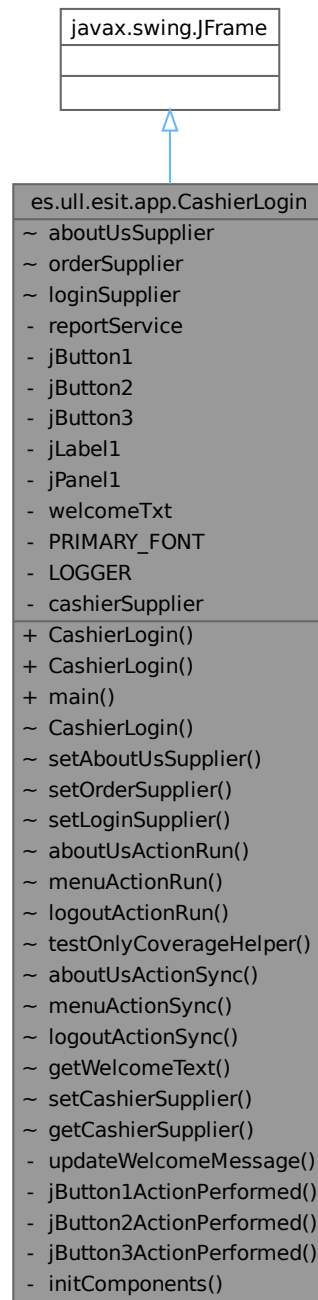 javax.swing.JFrame
es.ull.esit.app.CashierLogin
~ aboutUsSupplier
~ orderSupplier
~ loginSupplier
- reportService
- jButton1
- jButton2
- jButton3
- jLabel1
- jPanel1
- welcomeTxt
- PRIMARY_FONT
- LOGGER
- cashierSupplier
+ CashierLogin()
+ CashierLogin()
+ main()
~ CashierLogin()
~ setAboutUsSupplier()
~ setOrderSupplier()
~ setLoginSupplier()
~ aboutUsActionRun()
~ menuActionRun()
~ logoutActionRun()
~ testOnlyCoverageHelper()
~ aboutUsActionSync()
~ menuActionSync()
~ logoutActionSync()
~ getWelcomeText()
~ setCashierSupplier()
~ getCashierSupplier()
- updateWelcomeMessage()
- jButton1ActionPerformed()
- jButton2ActionPerformed()
- jButton3ActionPerformed()
- initComponents()